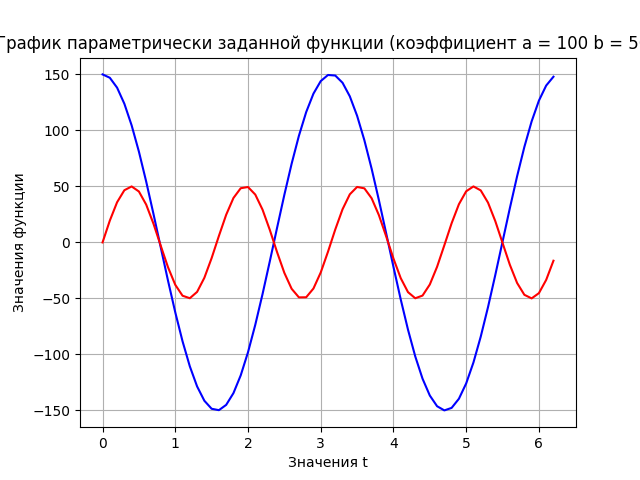 График параметрически заданной функции (коэффициент a = 100 b = 5
150
100
50
0
−50
−100
−150
Значения функции
0 1 2 3 4 5 6
Значения t